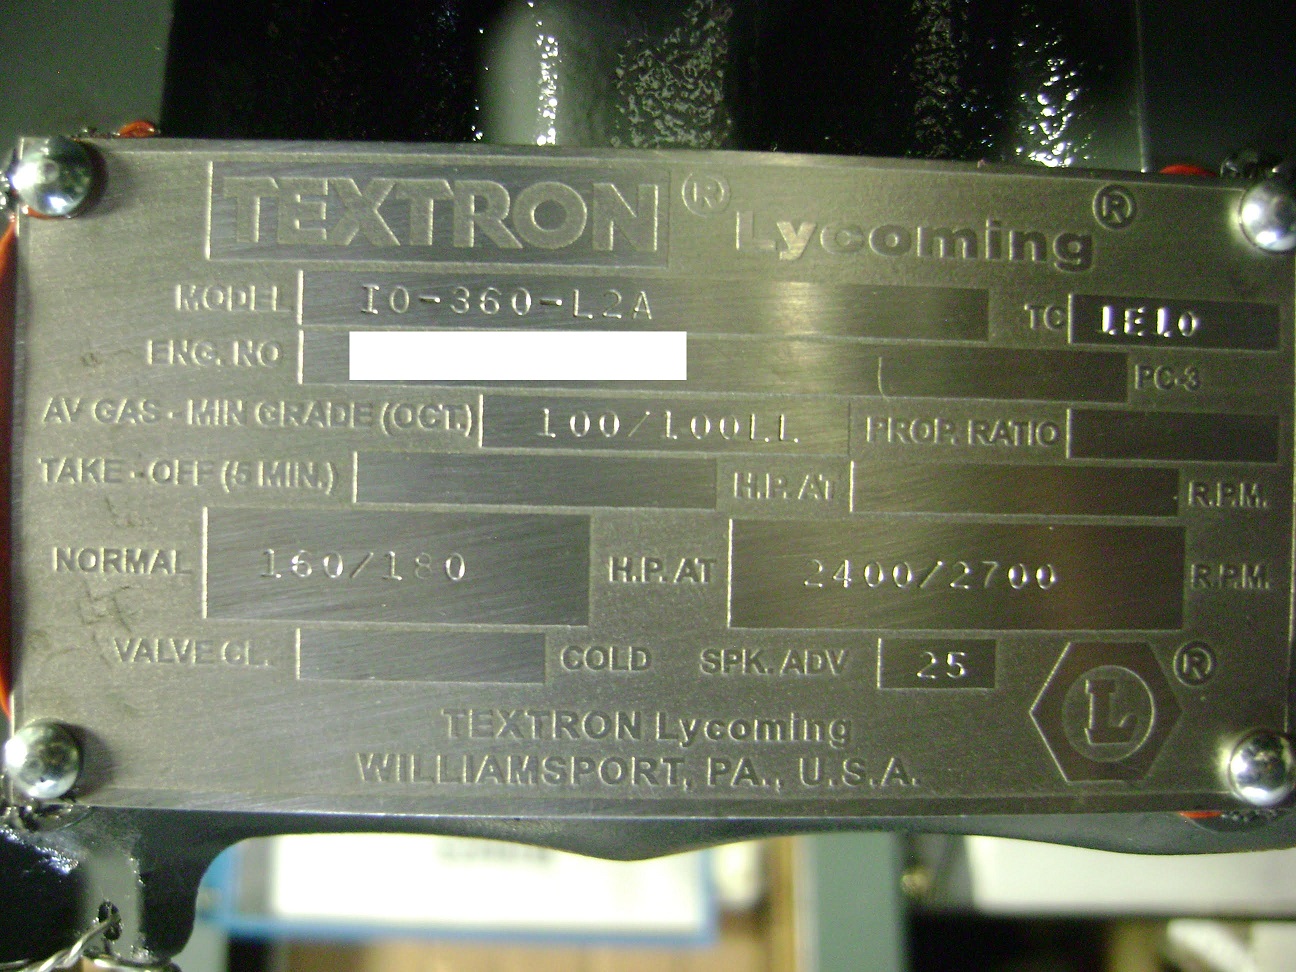 TEXTRON® Lycoming®
MODEL IO-360-L2A TC 1E10
ENG. NO PC-3
AV GAS - MIN GRADE (OCT.) 100/100LL PROP. RATIO
TAKE - OFF (5 MIN.) H.P. AT R.P.M.
NORMAL 160/180 H.P. AT 2400/2700 R.P.M.
VALVE CL. COLD SPK. ADV 25
L®
TEXTRON Lycoming
WILLIAMSPORT, PA., U.S.A.